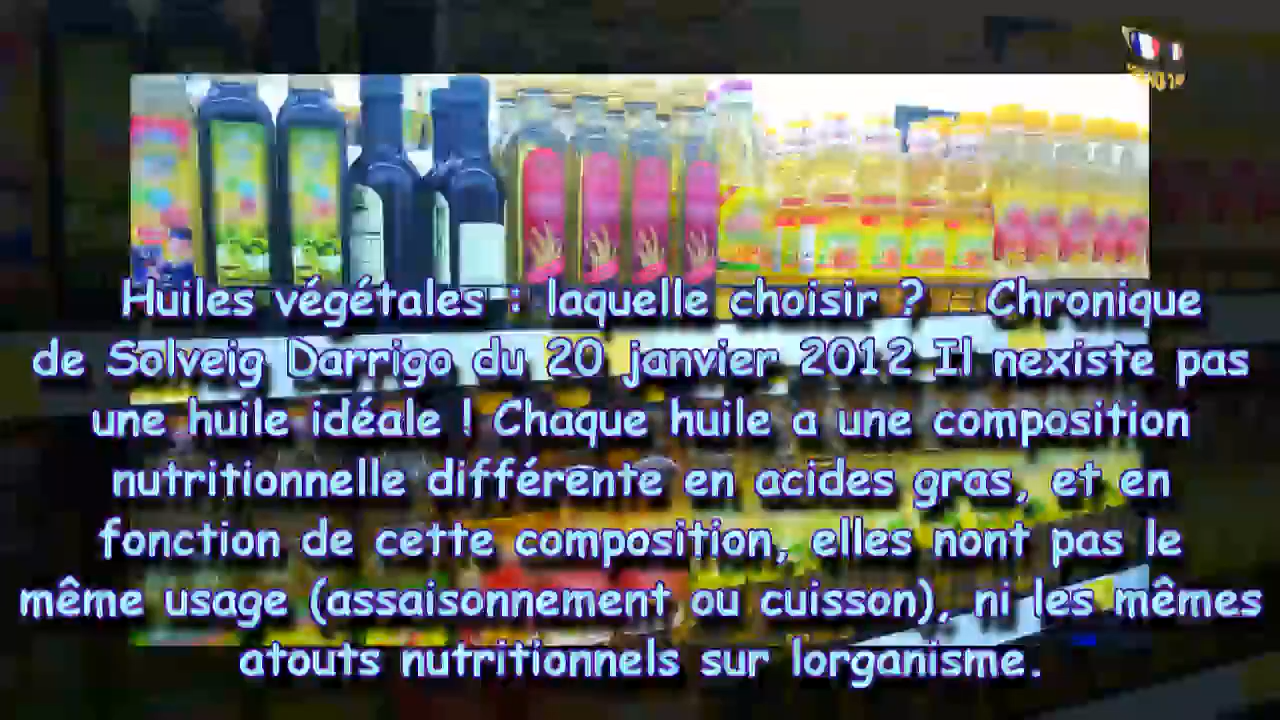 Huiles végétales : laquelle choisir ? Chronique
de Solveig Darrigo du 20 janvier 2012 Il nexiste pas
une huile idéale ! Chaque huile a une composition
nutritionnelle différente en acides gras, et en
fonction de cette composition, elles nont pas le
même usage (assaisonnement ou cuisson), ni les mêmes
atouts nutritionnels sur lorganisme.